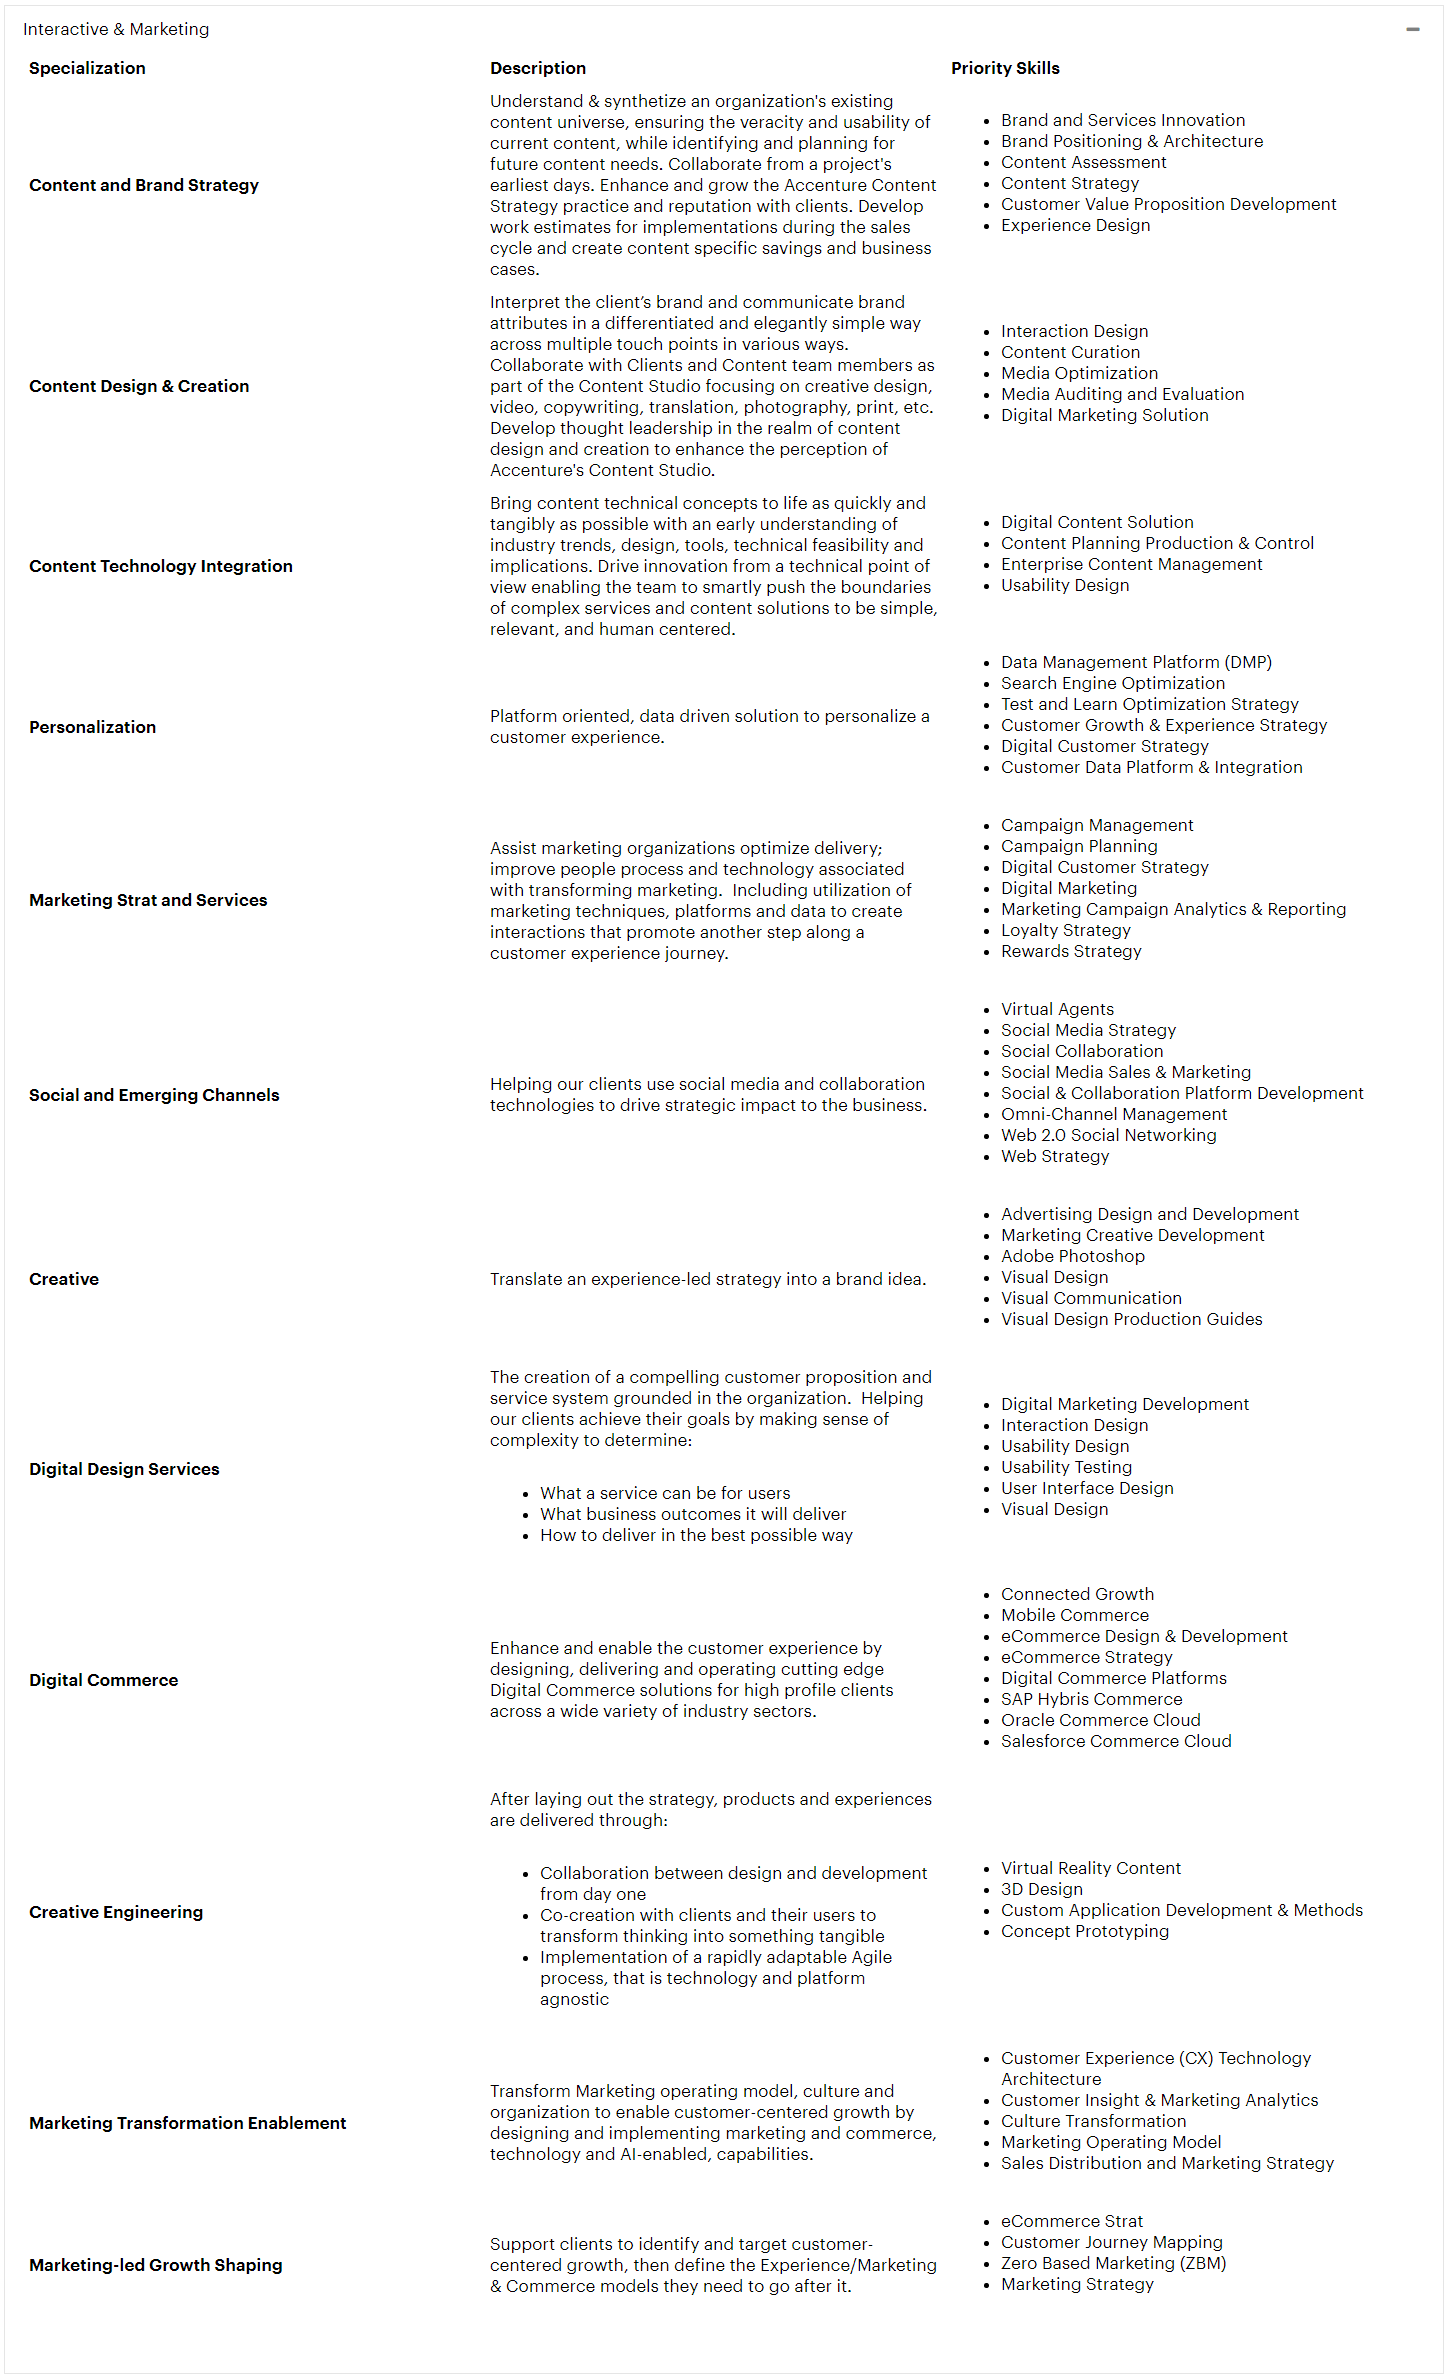 Interactive & Marketing
Specialization
Description
Priority Skills
Content and Brand Strategy
Understand & synthetize an organization's existing
content universe, ensuring the veracity and usability of
current content, while identifying and planning for
future content needs. Collaborate from a project's
earliest days. Enhance and grow the Accenture Content
Strategy practice and reputation with clients. Develop
work estimates for implementations during the sales
cycle and create content specific savings and business
cases.
• Brand and Services Innovation
• Brand Positioning & Architecture
• Content Assessment
• Content Strategy
• Customer Value Proposition Development
• Experience Design
Content Design & Creation
Interpret the client’s brand and communicate brand
attributes in a differentiated and elegantly simple way
across multiple touch points in various ways.
Collaborate with Clients and Content team members as
part of the Content Studio focusing on creative design,
video, copywriting, translation, photography, print, etc.
Develop thought leadership in the realm of content
design and creation to enhance the perception of
Accenture's Content Studio.
• Interaction Design
• Content Curation
• Media Optimization
• Media Auditing and Evaluation
• Digital Marketing Solution
Content Technology Integration
Bring content technical concepts to life as quickly and
tangibly as possible with an early understanding of
industry trends, design, tools, technical feasibility and
implications. Drive innovation from a technical point of
view enabling the team to smartly push the boundaries
of complex services and content solutions to be simple,
relevant, and human centered.
• Digital Content Solution
• Content Planning Production & Control
• Enterprise Content Management
• Usability Design
Personalization
Platform oriented, data driven solution to personalize a
customer experience.
• Data Management Platform (DMP)
• Search Engine Optimization
• Test and Learn Optimization Strategy
• Customer Growth & Experience Strategy
• Digital Customer Strategy
• Customer Data Platform & Integration
Marketing Strat and Services
Assist marketing organizations optimize delivery;
improve people process and technology associated
with transforming marketing.  Including utilization of
marketing techniques, platforms and data to create
interactions that promote another step along a
customer experience journey.
• Campaign Management
• Campaign Planning
• Digital Customer Strategy
• Digital Marketing
• Marketing Campaign Analytics & Reporting
• Loyalty Strategy
• Rewards Strategy
Social and Emerging Channels
Helping our clients use social media and collaboration
technologies to drive strategic impact to the business.
• Virtual Agents
• Social Media Strategy
• Social Collaboration
• Social Media Sales & Marketing
• Social & Collaboration Platform Development
• Omni-Channel Management
• Web 2.0 Social Networking
• Web Strategy
Creative
Translate an experience-led strategy into a brand idea.
• Advertising Design and Development
• Marketing Creative Development
• Adobe Photoshop
• Visual Design
• Visual Communication
• Visual Design Production Guides
Digital Design Services
The creation of a compelling customer proposition and
service system grounded in the organization.  Helping
our clients achieve their goals by making sense of
complexity to determine:
• What a service can be for users
• What business outcomes it will deliver
• How to deliver in the best possible way
• Digital Marketing Development
• Interaction Design
• Usability Design
• Usability Testing
• User Interface Design
• Visual Design
Digital Commerce
Enhance and enable the customer experience by
designing, delivering and operating cutting edge
Digital Commerce solutions for high profile clients
across a wide variety of industry sectors.
• Connected Growth
• Mobile Commerce
• eCommerce Design & Development
• eCommerce Strategy
• Digital Commerce Platforms
• SAP Hybris Commerce
• Oracle Commerce Cloud
• Salesforce Commerce Cloud
Creative Engineering
After laying out the strategy, products and experiences
are delivered through:
• Collaboration between design and development
from day one
• Co-creation with clients and their users to
transform thinking into something tangible
• Implementation of a rapidly adaptable Agile
process, that is technology and platform
agnostic
• Virtual Reality Content
• 3D Design
• Custom Application Development & Methods
• Concept Prototyping
Marketing Transformation Enablement
Transform Marketing operating model, culture and
organization to enable customer-centered growth by
designing and implementing marketing and commerce,
technology and AI-enabled, capabilities.
• Customer Experience (CX) Technology
Architecture
• Customer Insight & Marketing Analytics
• Culture Transformation
• Marketing Operating Model
• Sales Distribution and Marketing Strategy
Marketing-led Growth Shaping
Support clients to identify and target customer-
centered growth, then define the Experience/Marketing
& Commerce models they need to go after it.
• eCommerce Strat
• Customer Journey Mapping
• Zero Based Marketing (ZBM)
• Marketing Strategy